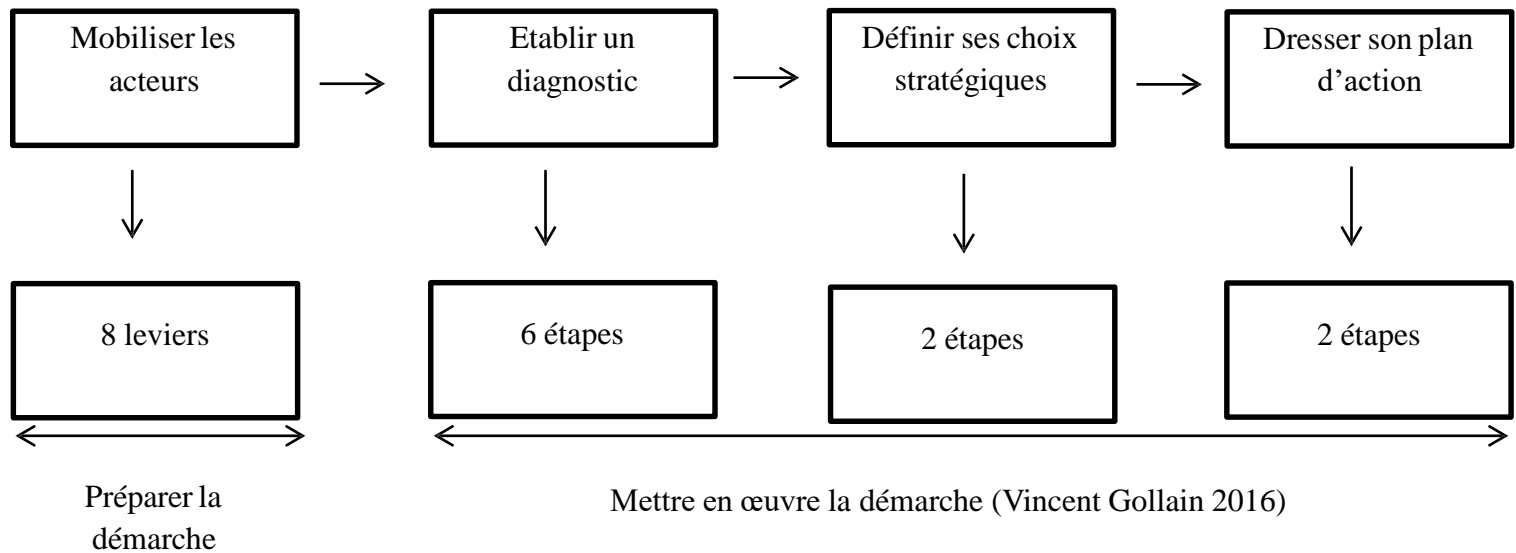 Mobiliser les
acteurs
Etablir un
diagnostic
Définir ses choix
stratégiques
Dresser son plan
d’action
8 leviers
6 étapes
2 étapes
2 étapes
Préparer la
démarche
Mettre en œuvre la démarche (Vincent Gollain 2016)